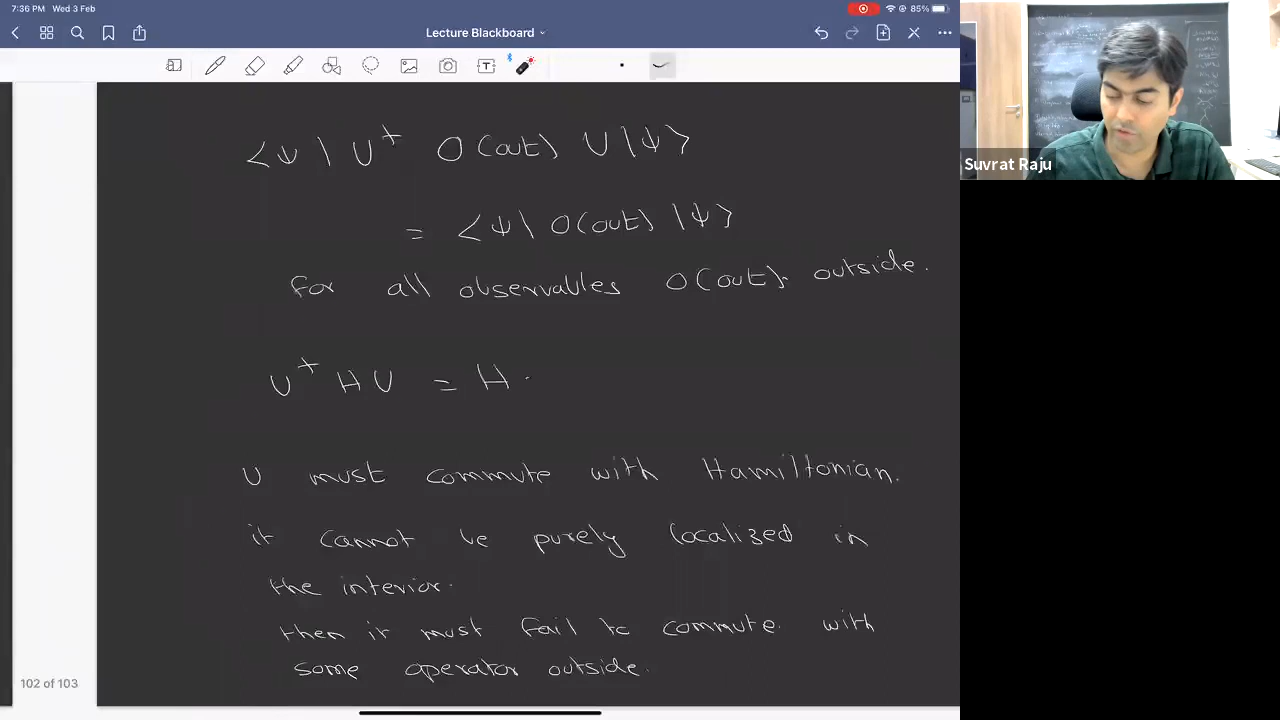 7:36 PM Wed 3 Feb
85%
Lecture Blackboard
Suvrat Raju
<ψ| U† O(out) U |ψ>
= <ψ| O(out) |ψ>
for all observables O(out). outside.
U† H U = H.
U must commute with Hamiltonian.
it cannot be purely localized in
the interior.
then it must fail to commute. with
some operator outside.
102 of 103